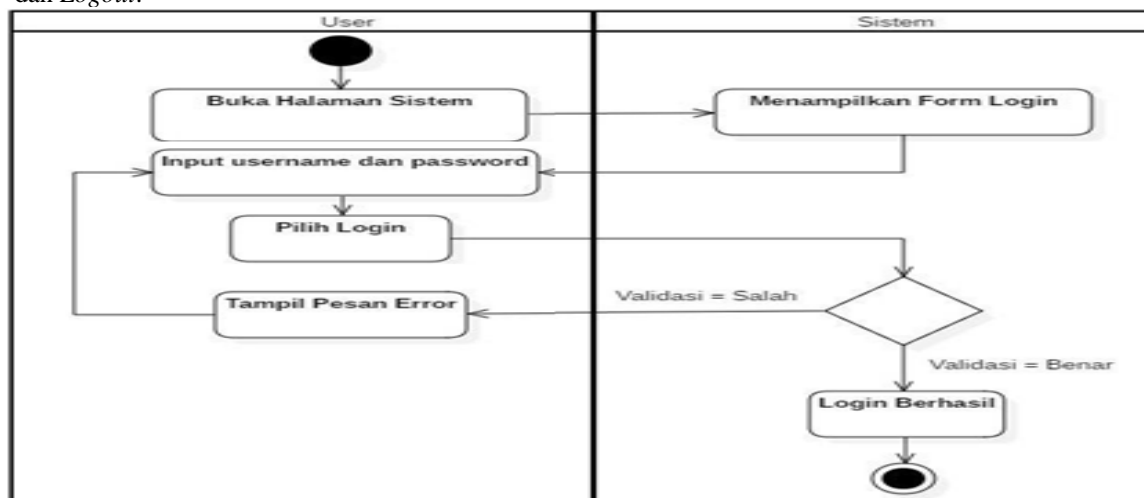 dan Logout.
User Sistem
Buka Halaman Sistem
Menampilkan Form Login
Input username dan password
Pilih Login
Tampil Pesan Error
Validasi = Salah
Validasi = Benar
Login Berhasil